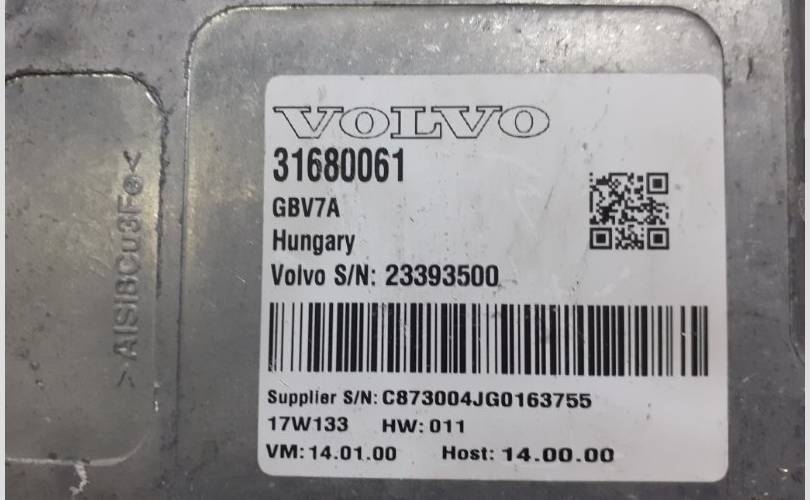 VOLVO
31680061
GBV7A
Hungary
Volvo S/N: 23393500
Supplier S/N: C873004JG0163755
17W133 HW: 011
VM: 14.01.00 Host: 14.00.00
>AlSi8Cu3Fe<